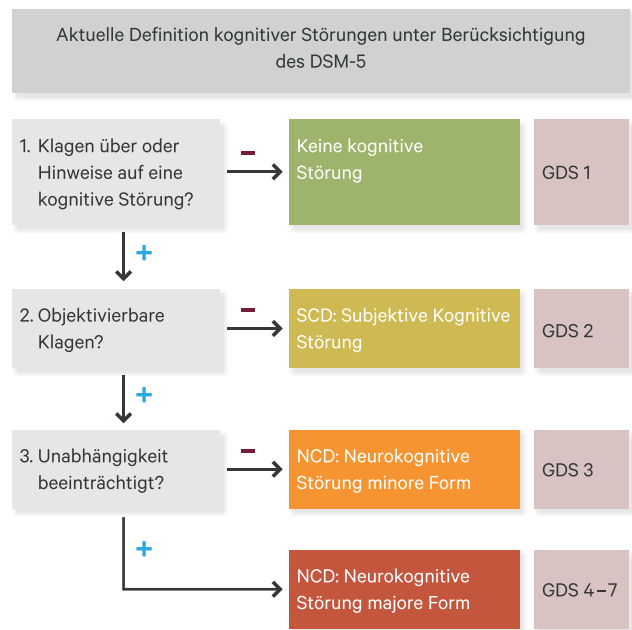 Aktuelle Definition kognitiver Störungen unter Berücksichtigung
des DSM-5
1. Klagen über oder
Hinweise auf eine
kognitive Störung?
–
Keine kognitive
Störung
GDS 1
+
2. Objektivierbare
Klagen?
–
SCD: Subjektive Kognitive
Störung
GDS 2
+
3. Unabhängigkeit
beeinträchtigt?
–
NCD: Neurokognitive
Störung minore Form
GDS 3
+
NCD: Neurokognitive
Störung majore Form
GDS 4–7